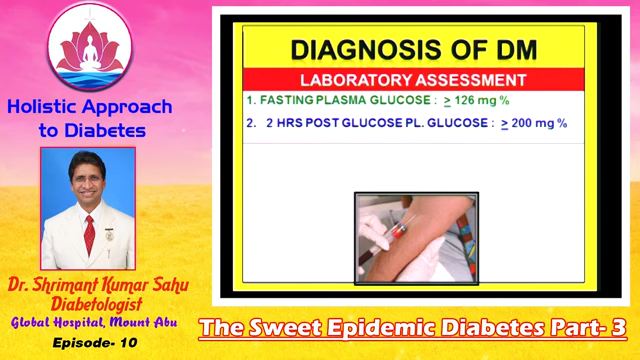 Holistic Approach
to Diabetes
Dr. Shrimant Kumar Sahu
Diabetologist
Global Hospital, Mount Abu
Episode- 10
DIAGNOSIS OF DM
LABORATORY ASSESSMENT
1. FASTING PLASMA GLUCOSE : ≥ 126 mg %
2. 2 HRS POST GLUCOSE PL. GLUCOSE : ≥ 200 mg %
The Sweet Epidemic Diabetes Part- 3